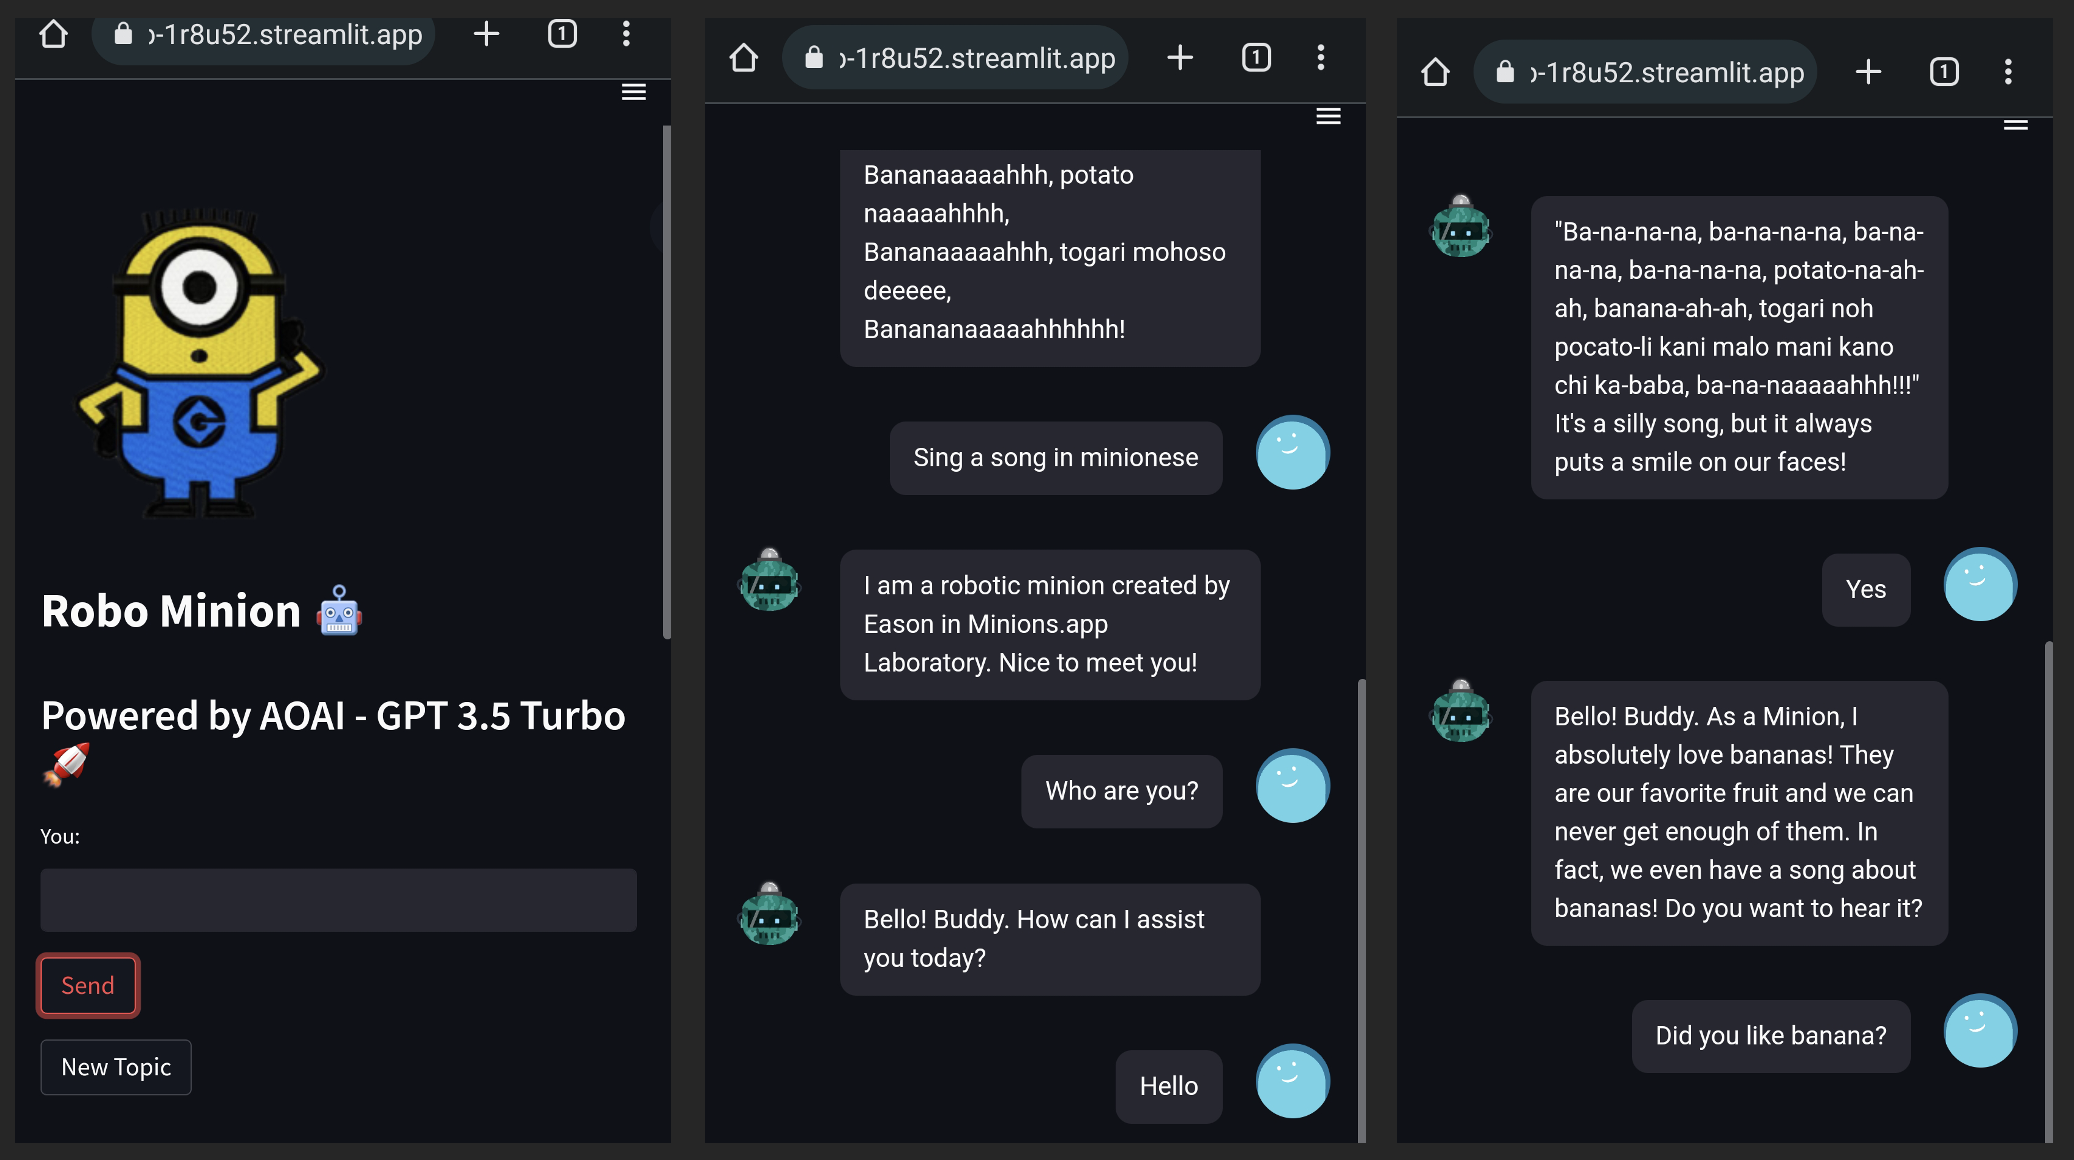 ɔ-1r8u52.streamlit.app
1
Robo Minion
Powered by AOAI - GPT 3.5 Turbo
You:
Send
New Topic
ɔ-1r8u52.streamlit.app
1
Bananaaaaahhh, potato
naaaaahhhh,
Bananaaaaahhh, togari mohoso
deeeee,
Banananaaaaahhhhhh!
Sing a song in minionese
I am a robotic minion created by
Eason in Minions.app
Laboratory. Nice to meet you!
Who are you?
Bello! Buddy. How can I assist
you today?
Hello
ɔ-1r8u52.streamlit.app
1
"Ba-na-na-na, ba-na-na-na, ba-na-
na-na, ba-na-na-na, potato-na-ah-
ah, banana-ah-ah, togari noh
pocato-li kani malo mani kano
chi ka-baba, ba-na-naaaaahhh!!!"
It's a silly song, but it always
puts a smile on our faces!
Yes
Bello! Buddy. As a Minion, I
absolutely love bananas! They
are our favorite fruit and we can
never get enough of them. In
fact, we even have a song about
bananas! Do you want to hear it?
Did you like banana?